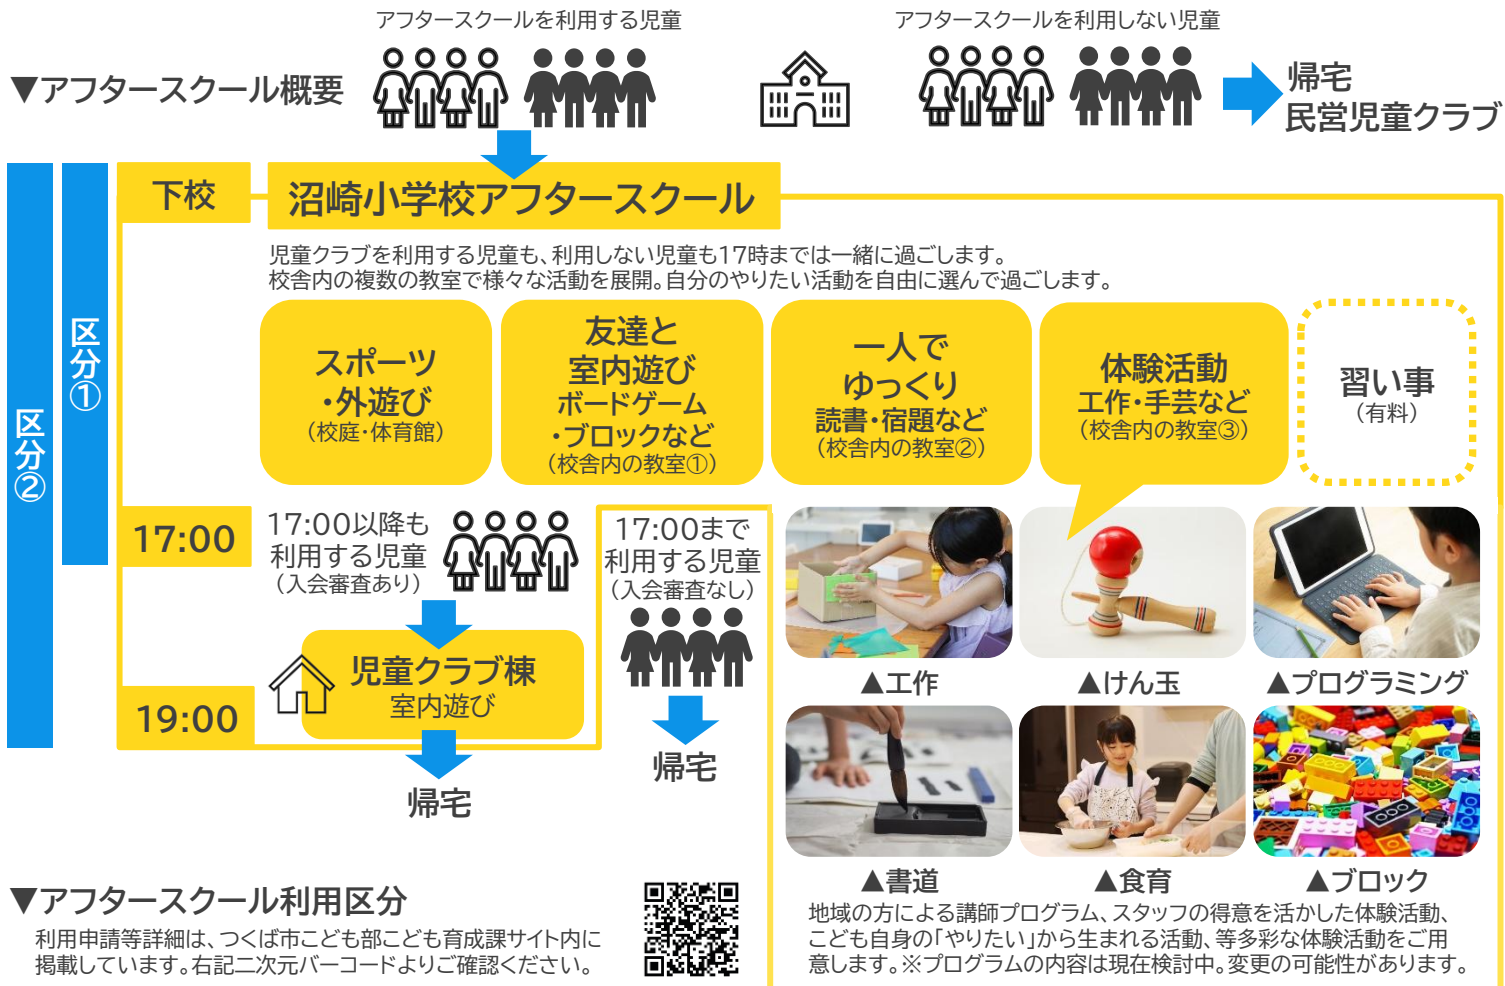 アフタースクールを利用する児童
アフタースクールを利用しない児童
▼アフタースクール概要
帰宅
民営児童クラブ
区分①
区分②
下校
沼崎小学校アフタースクール
児童クラブを利用する児童も、利用しない児童も17時までは一緒に過ごします。
校舎内の複数の教室で様々な活動を展開。自分のやりたい活動を自由に選んで過ごします。
スポーツ
・外遊び
（校庭・体育館）
友達と
室内遊び
ボードゲーム
・ブロックなど
（校舎内の教室①）
一人で
ゆっくり
読書・宿題など
（校舎内の教室②）
体験活動
工作・手芸など
（校舎内の教室③）
習い事
（有料）
17:00
17:00以降も
利用する児童
（入会審査あり）
17:00まで
利用する児童
（入会審査なし）
児童クラブ棟
室内遊び
19:00
帰宅
帰宅
▲工作
▲けん玉
▲プログラミング
▲書道
▲食育
▲ブロック
地域の方による講師プログラム、スタッフの得意を活かした体験活動、
こども自身の「やりたい」から生まれる活動、等多彩な体験活動をご用
意します。※プログラムの内容は現在検討中。変更の可能性があります。
▼アフタースクール利用区分
利用申請等詳細は、つくば市こども部こども育成課サイト内に
掲載しています。右記二次元バーコードよりご確認ください。